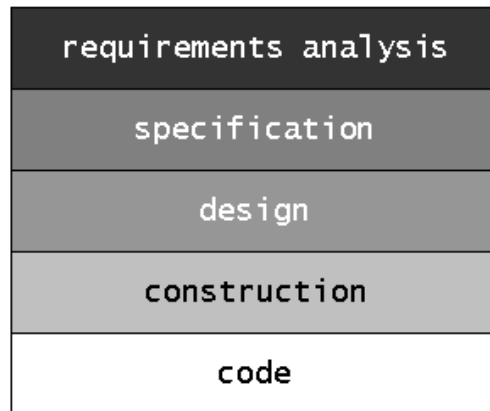 requirements analysis
specification
design
construction
code